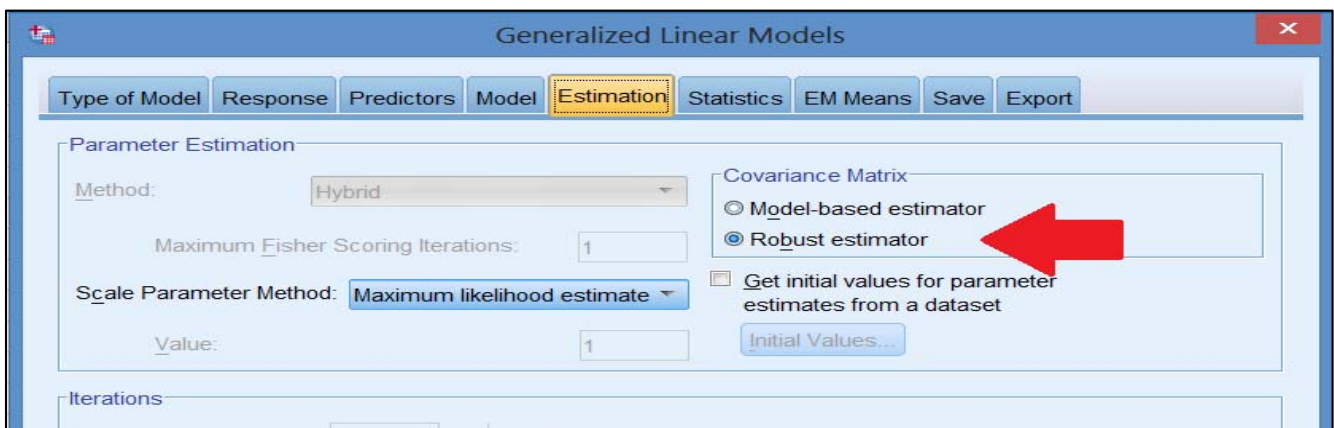 Generalized Linear Models
Type of Model Response Predictors Model Estimation Statistics EM Means Save Export
Parameter Estimation
Method: Hybrid
Maximum Fisher Scoring Iterations: 1
Scale Parameter Method: Maximum likelihood estimate
Value: 1
Covariance Matrix
Model-based estimator
Robust estimator
Get initial values for parameter
estimates from a dataset
Initial Values...
Iterations